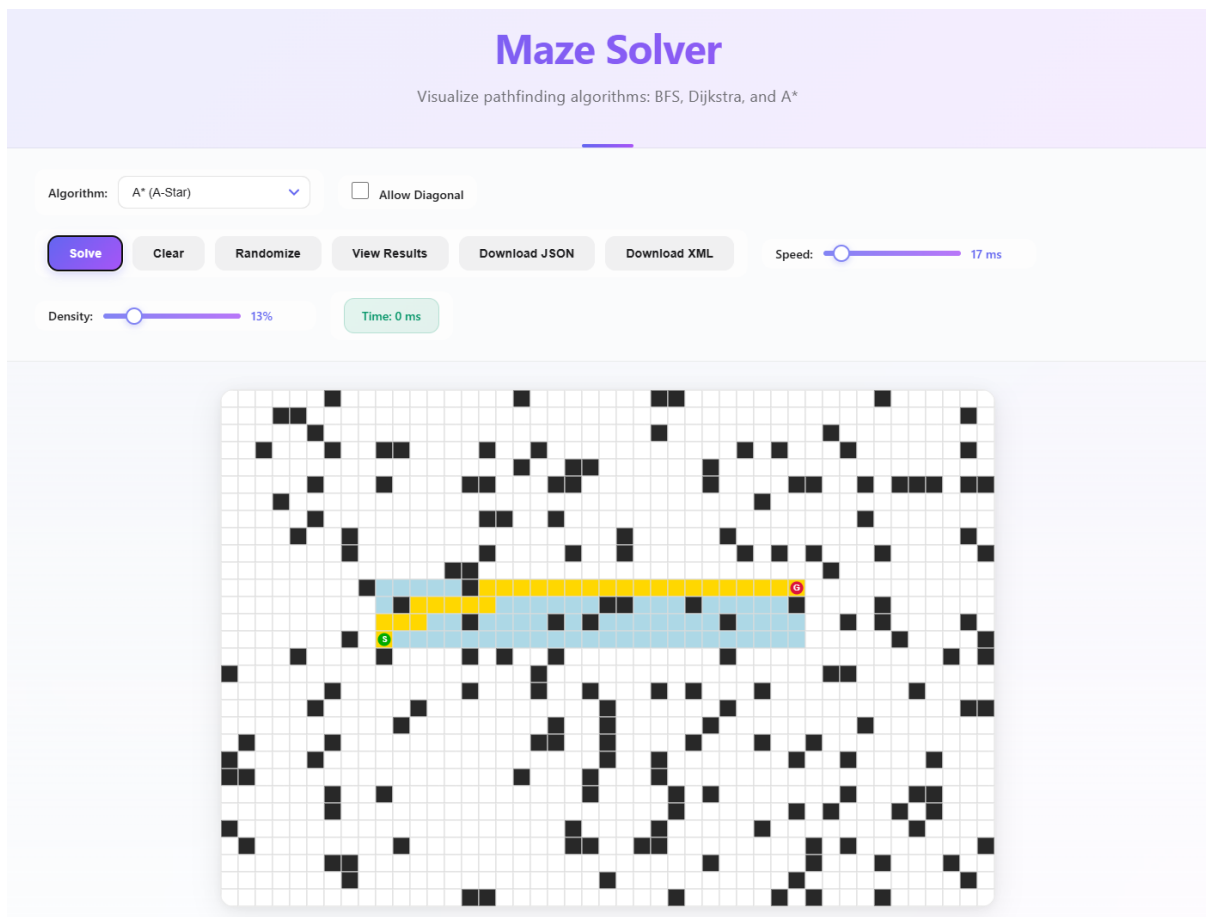 Maze Solver
Visualize pathfinding algorithms: BFS, Dijkstra, and A*
Algorithm: A* (A-Star) Allow Diagonal
Solve Clear Randomize View Results Download JSON Download XML Speed: 17 ms
Density: 13% Time: 0 ms
G
S